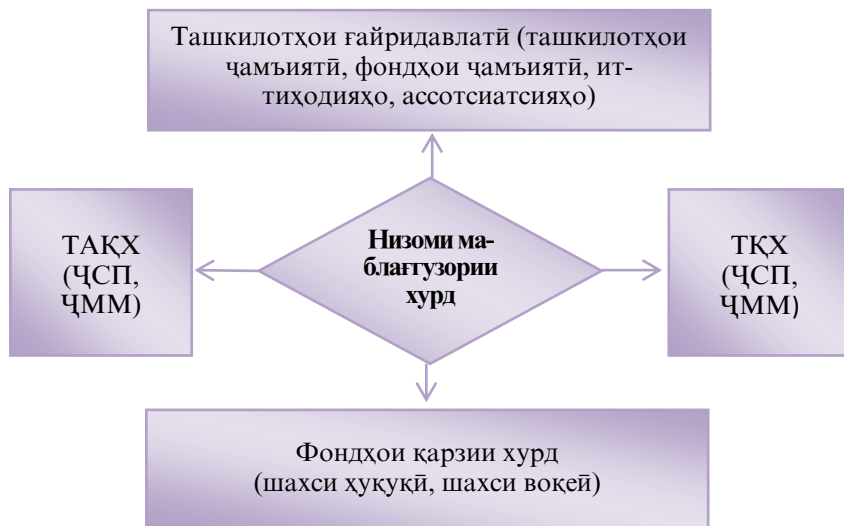 Ташкилотҳои ғайридавлатӣ (ташкилотҳои
ҷамъиятӣ, фондҳои ҷамъиятӣ, ит-
тиҳодияҳо, ассотсиатсияҳо)
ТАҚХ
(ҶСП,
ҶММ)
Низоми ма-
блағгузории
хурд
ТҚХ
(ҶСП,
ҶММ)
Фондҳои қарзии хурд
(шахси ҳуқуқӣ, шахси воқеӣ)